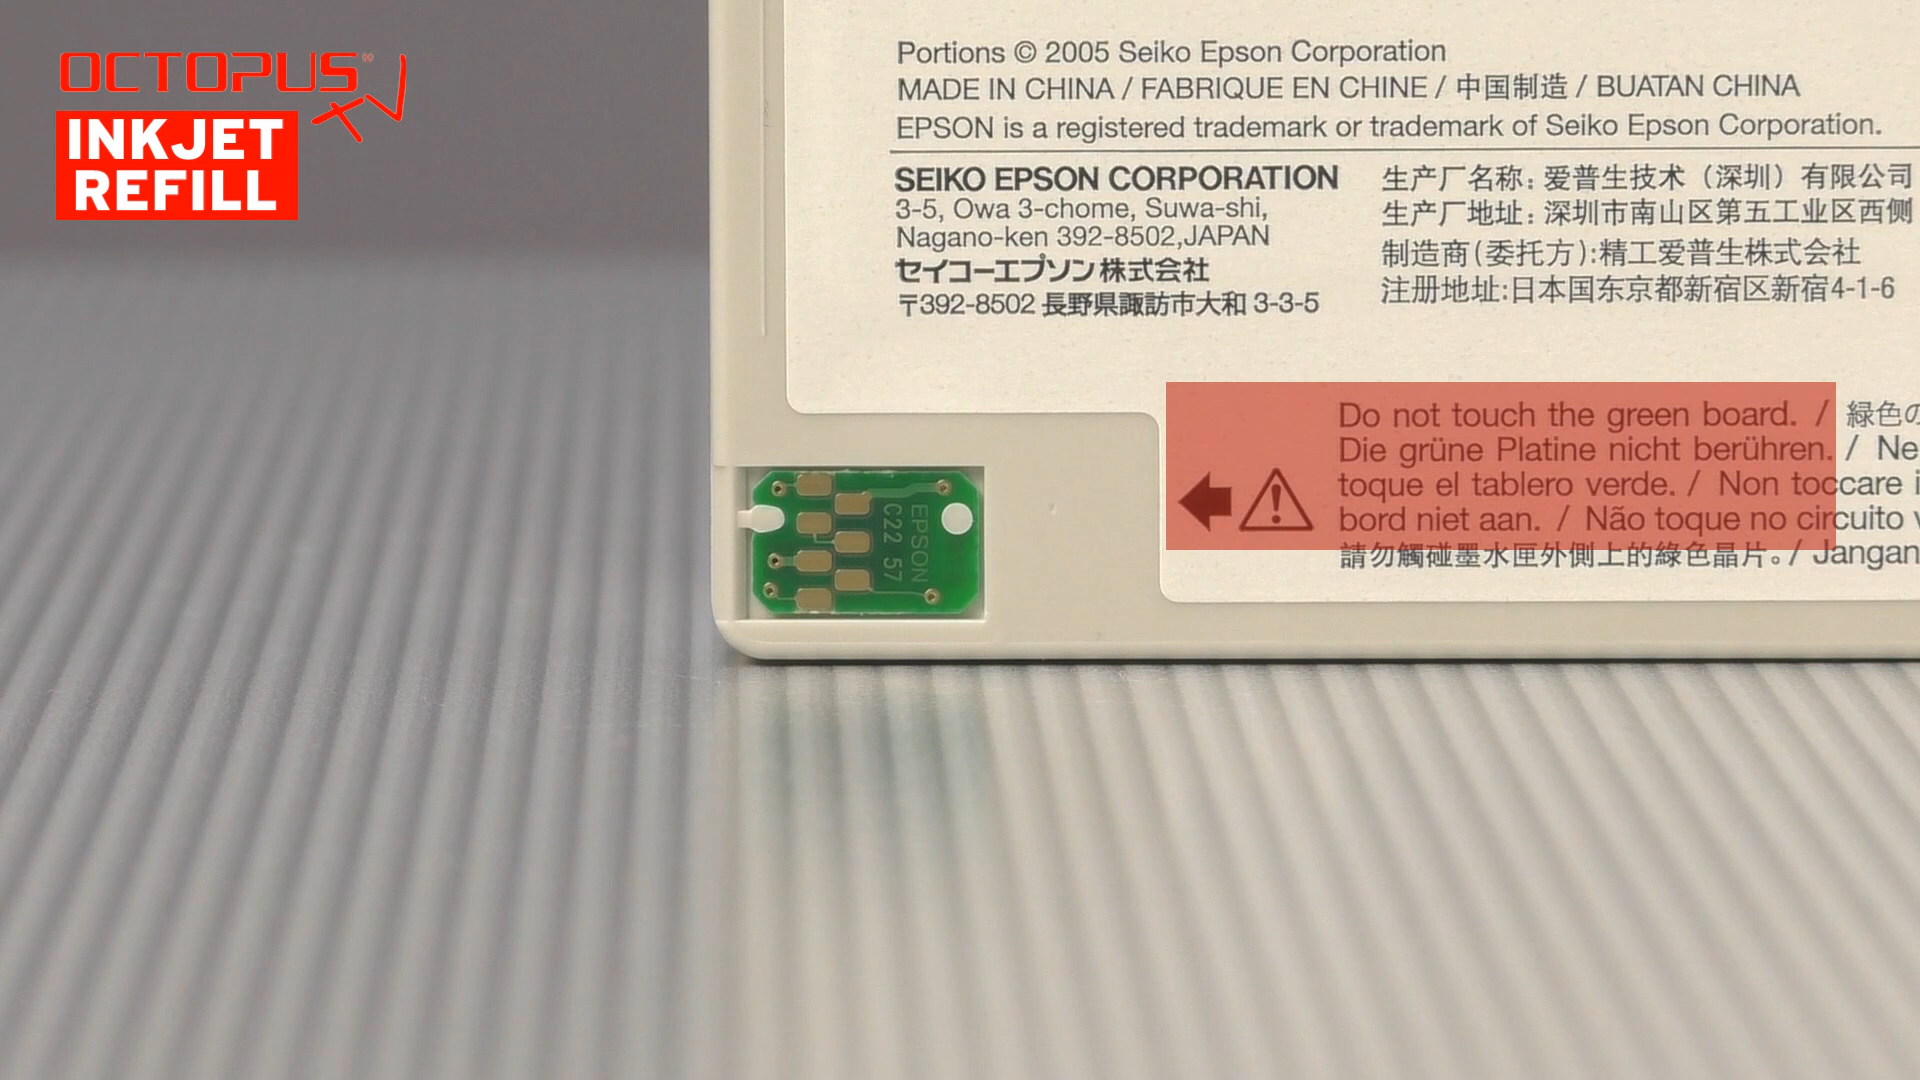 OCTOPUS® TV
INKJET
REFILL
Portions © 2005 Seiko Epson Corporation
MADE IN CHINA / FABRIQUE EN CHINE / 中国制造 / BUATAN CHINA
EPSON is a registered trademark or trademark of Seiko Epson Corporation.
SEIKO EPSON CORPORATION
3-5, Owa 3-chome, Suwa-shi,
Nagano-ken 392-8502,JAPAN
セイコーエプソン株式会社
〒392-8502 長野県諏訪市大和 3-3-5
生产厂名称: 爱普生技术（深圳）有限公司
生产厂地址: 深圳市南山区第五工业区西侧
制造商(委托方):精工爱普生株式会社
注册地址:日本国东京都新宿区新宿4-1-6
Do not touch the green board. / 緑色の
Die grüne Platine nicht berühren. / Ne
toque el tablero verde. / Non toccare i
bord niet aan. / Não toque no circuito v
請勿觸碰墨水匣外側上的綠色晶片。/ Jangan
EPSON
C22 57